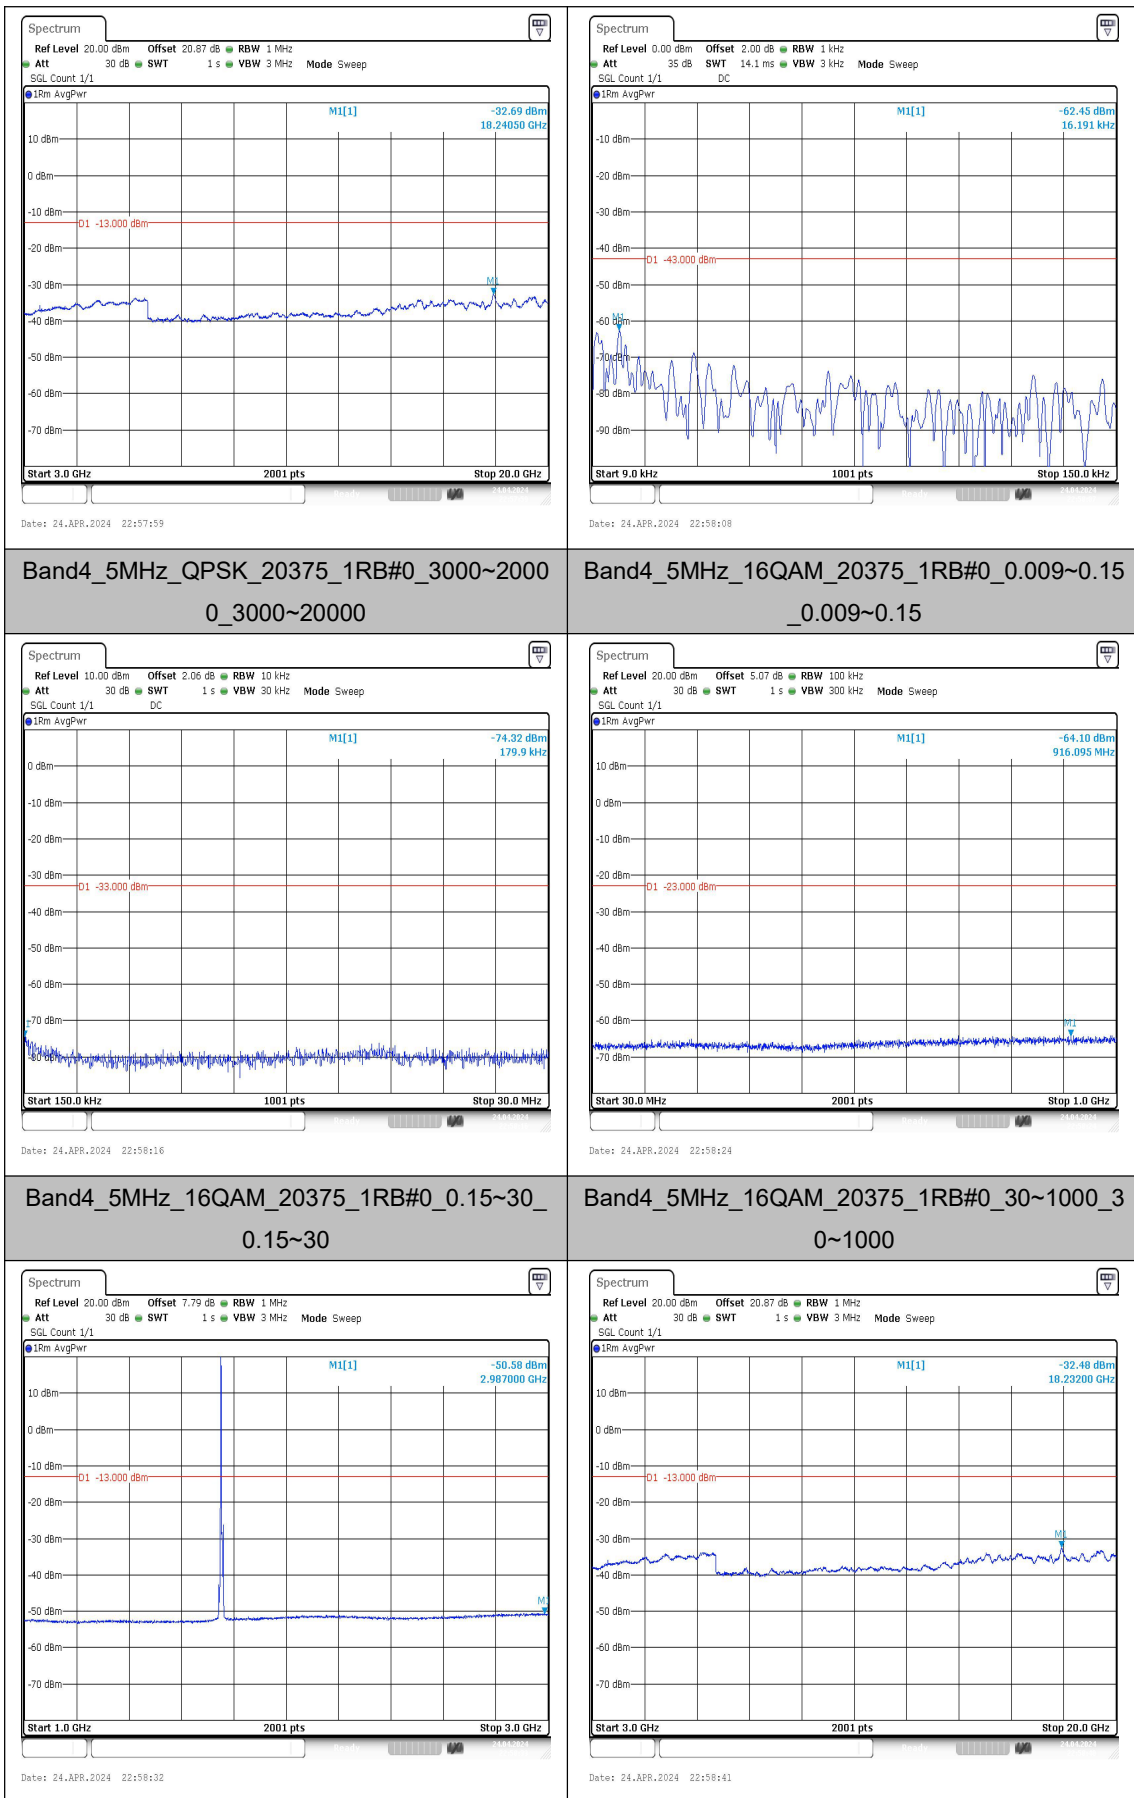 Spectrum
Ref Level 20.00 dBm Offset 20.87 dB RBW 1 MHz
Att 30 dB SWT 1 s VBW 3 MHz Mode Sweep
SGL Count 1/1
1Rm AvgPwr
M1[1] -32.69 dBm
18.24050 GHz
10 dBm
0 dBm
-10 dBm
D1 -13.000 dBm
-20 dBm
-30 dBm
M1
-40 dBm
-50 dBm
-60 dBm
-70 dBm
Start 3.0 GHz 2001 pts Stop 20.0 GHz
Date: 24.APR.2024 22:57:59
Spectrum
Ref Level 0.00 dBm Offset 2.00 dB RBW 1 kHz
Att 35 dB SWT 14.1 ms VBW 3 kHz Mode Sweep
SGL Count 1/1 DC
1Rm AvgPwr
M1[1] -62.45 dBm
16.191 kHz
-10 dBm
-20 dBm
-30 dBm
-40 dBm
D1 -43.000 dBm
-50 dBm
M1
-60 dBm
-70 dBm
-80 dBm
-90 dBm
Start 9.0 kHz 1001 pts Stop 150.0 kHz
Date: 24.APR.2024 22:58:08
Band4_5MHz_QPSK_20375_1RB#0_3000~2000
0_3000~20000
Band4_5MHz_16QAM_20375_1RB#0_0.009~0.15
_0.009~0.15
Spectrum
Ref Level 10.00 dBm Offset 2.06 dB RBW 10 kHz
Att 30 dB SWT 1 s VBW 30 kHz Mode Sweep
SGL Count 1/1 DC
1Rm AvgPwr
M1[1] -74.32 dBm
179.9 kHz
0 dBm
-10 dBm
-20 dBm
-30 dBm
D1 -33.000 dBm
-40 dBm
-50 dBm
-60 dBm
-70 dBm
-80 dBm
Start 150.0 kHz 1001 pts Stop 30.0 MHz
Date: 24.APR.2024 22:58:16
Spectrum
Ref Level 20.00 dBm Offset 5.07 dB RBW 100 kHz
Att 30 dB SWT 1 s VBW 300 kHz Mode Sweep
SGL Count 1/1
1Rm AvgPwr
M1[1] -64.10 dBm
916.095 MHz
10 dBm
0 dBm
-10 dBm
-20 dBm
D1 -23.000 dBm
-30 dBm
-40 dBm
-50 dBm
-60 dBm
M1
-70 dBm
Start 30.0 MHz 2001 pts Stop 1.0 GHz
Date: 24.APR.2024 22:58:24
Band4_5MHz_16QAM_20375_1RB#0_0.15~30_
0.15~30
Band4_5MHz_16QAM_20375_1RB#0_30~1000_3
0~1000
Spectrum
Ref Level 20.00 dBm Offset 7.79 dB RBW 1 MHz
Att 30 dB SWT 1 s VBW 3 MHz Mode Sweep
SGL Count 1/1
1Rm AvgPwr
M1[1] -50.58 dBm
2.987000 GHz
10 dBm
0 dBm
-10 dBm
D1 -13.000 dBm
-20 dBm
-30 dBm
-40 dBm
-50 dBm
-60 dBm
-70 dBm
Start 1.0 GHz 2001 pts Stop 3.0 GHz
Date: 24.APR.2024 22:58:32
Spectrum
Ref Level 20.00 dBm Offset 20.87 dB RBW 1 MHz
Att 30 dB SWT 1 s VBW 3 MHz Mode Sweep
SGL Count 1/1
1Rm AvgPwr
M1[1] -32.48 dBm
18.23200 GHz
10 dBm
0 dBm
-10 dBm
D1 -13.000 dBm
-20 dBm
-30 dBm
M1
-40 dBm
-50 dBm
-60 dBm
-70 dBm
Start 3.0 GHz 2001 pts Stop 20.0 GHz
Date: 24.APR.2024 22:58:41